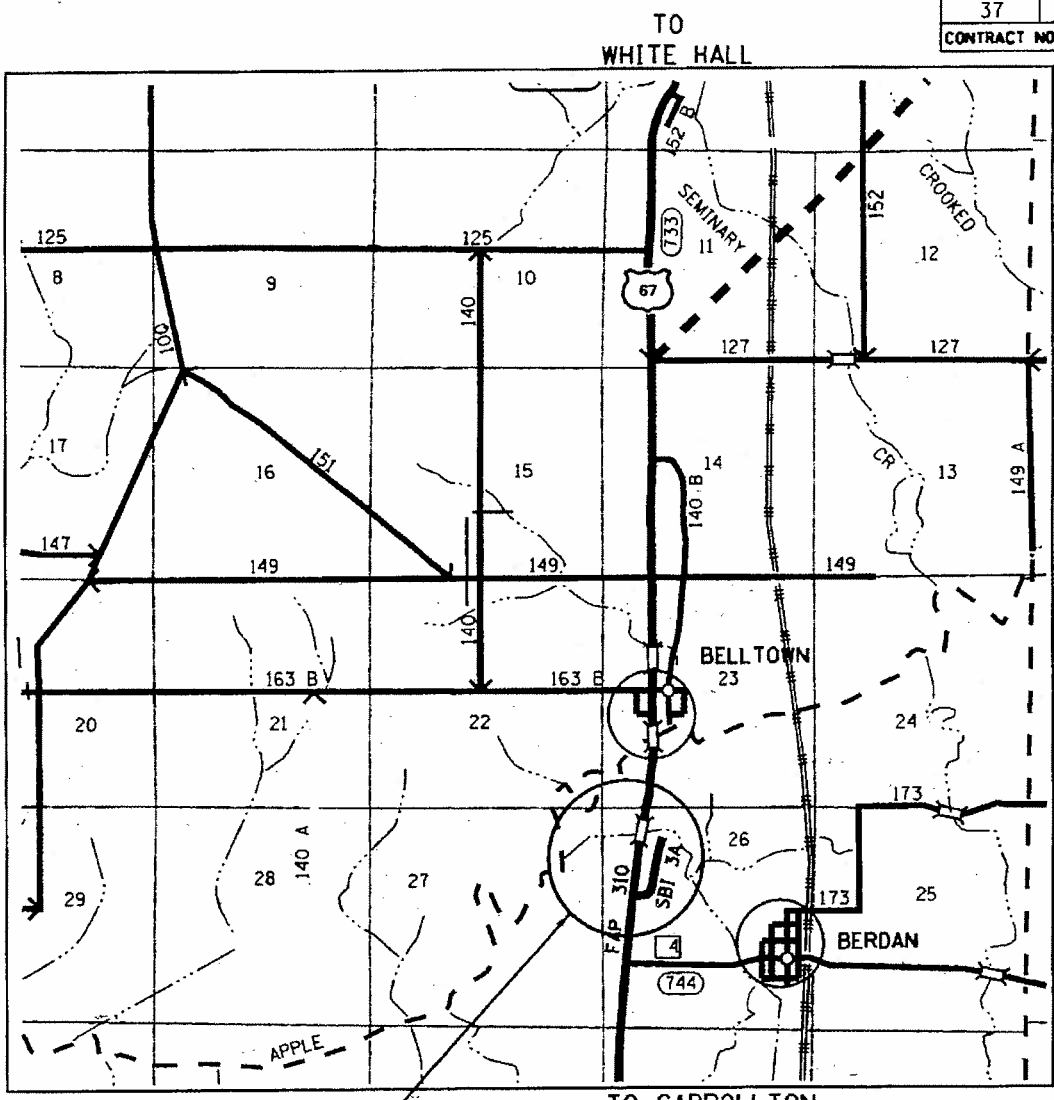 37
CONTRACT NO
TO
WHITE HALL
152 B
SEMINARY
CROOKED
152
733
125
125
8
9
10
11
12
67
140
100
127
127
17
16
151
15
14
140 B
CR
13
149 A
147
149
149
149
140
BELLTOWN
163 B
163 B
23
20
21
22
24
173
26
140 A
28
27
310
SBI 3A
29
173
25
FAP
4
BERDAN
744
APPLE
TO CARROLLTON